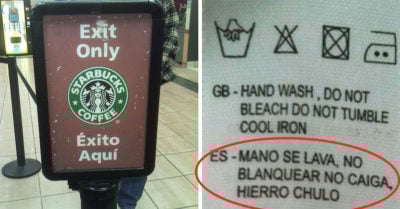 Exit
Only
STARBUCKS
COFFEE
Éxito
Aquí
GB - HAND WASH , DO NOT
BLEACH DO NOT TUMBLE
COOL IRON
ES - MANO SE LAVA, NO
BLANQUEAR NO CAIGA,
HIERRO CHULO